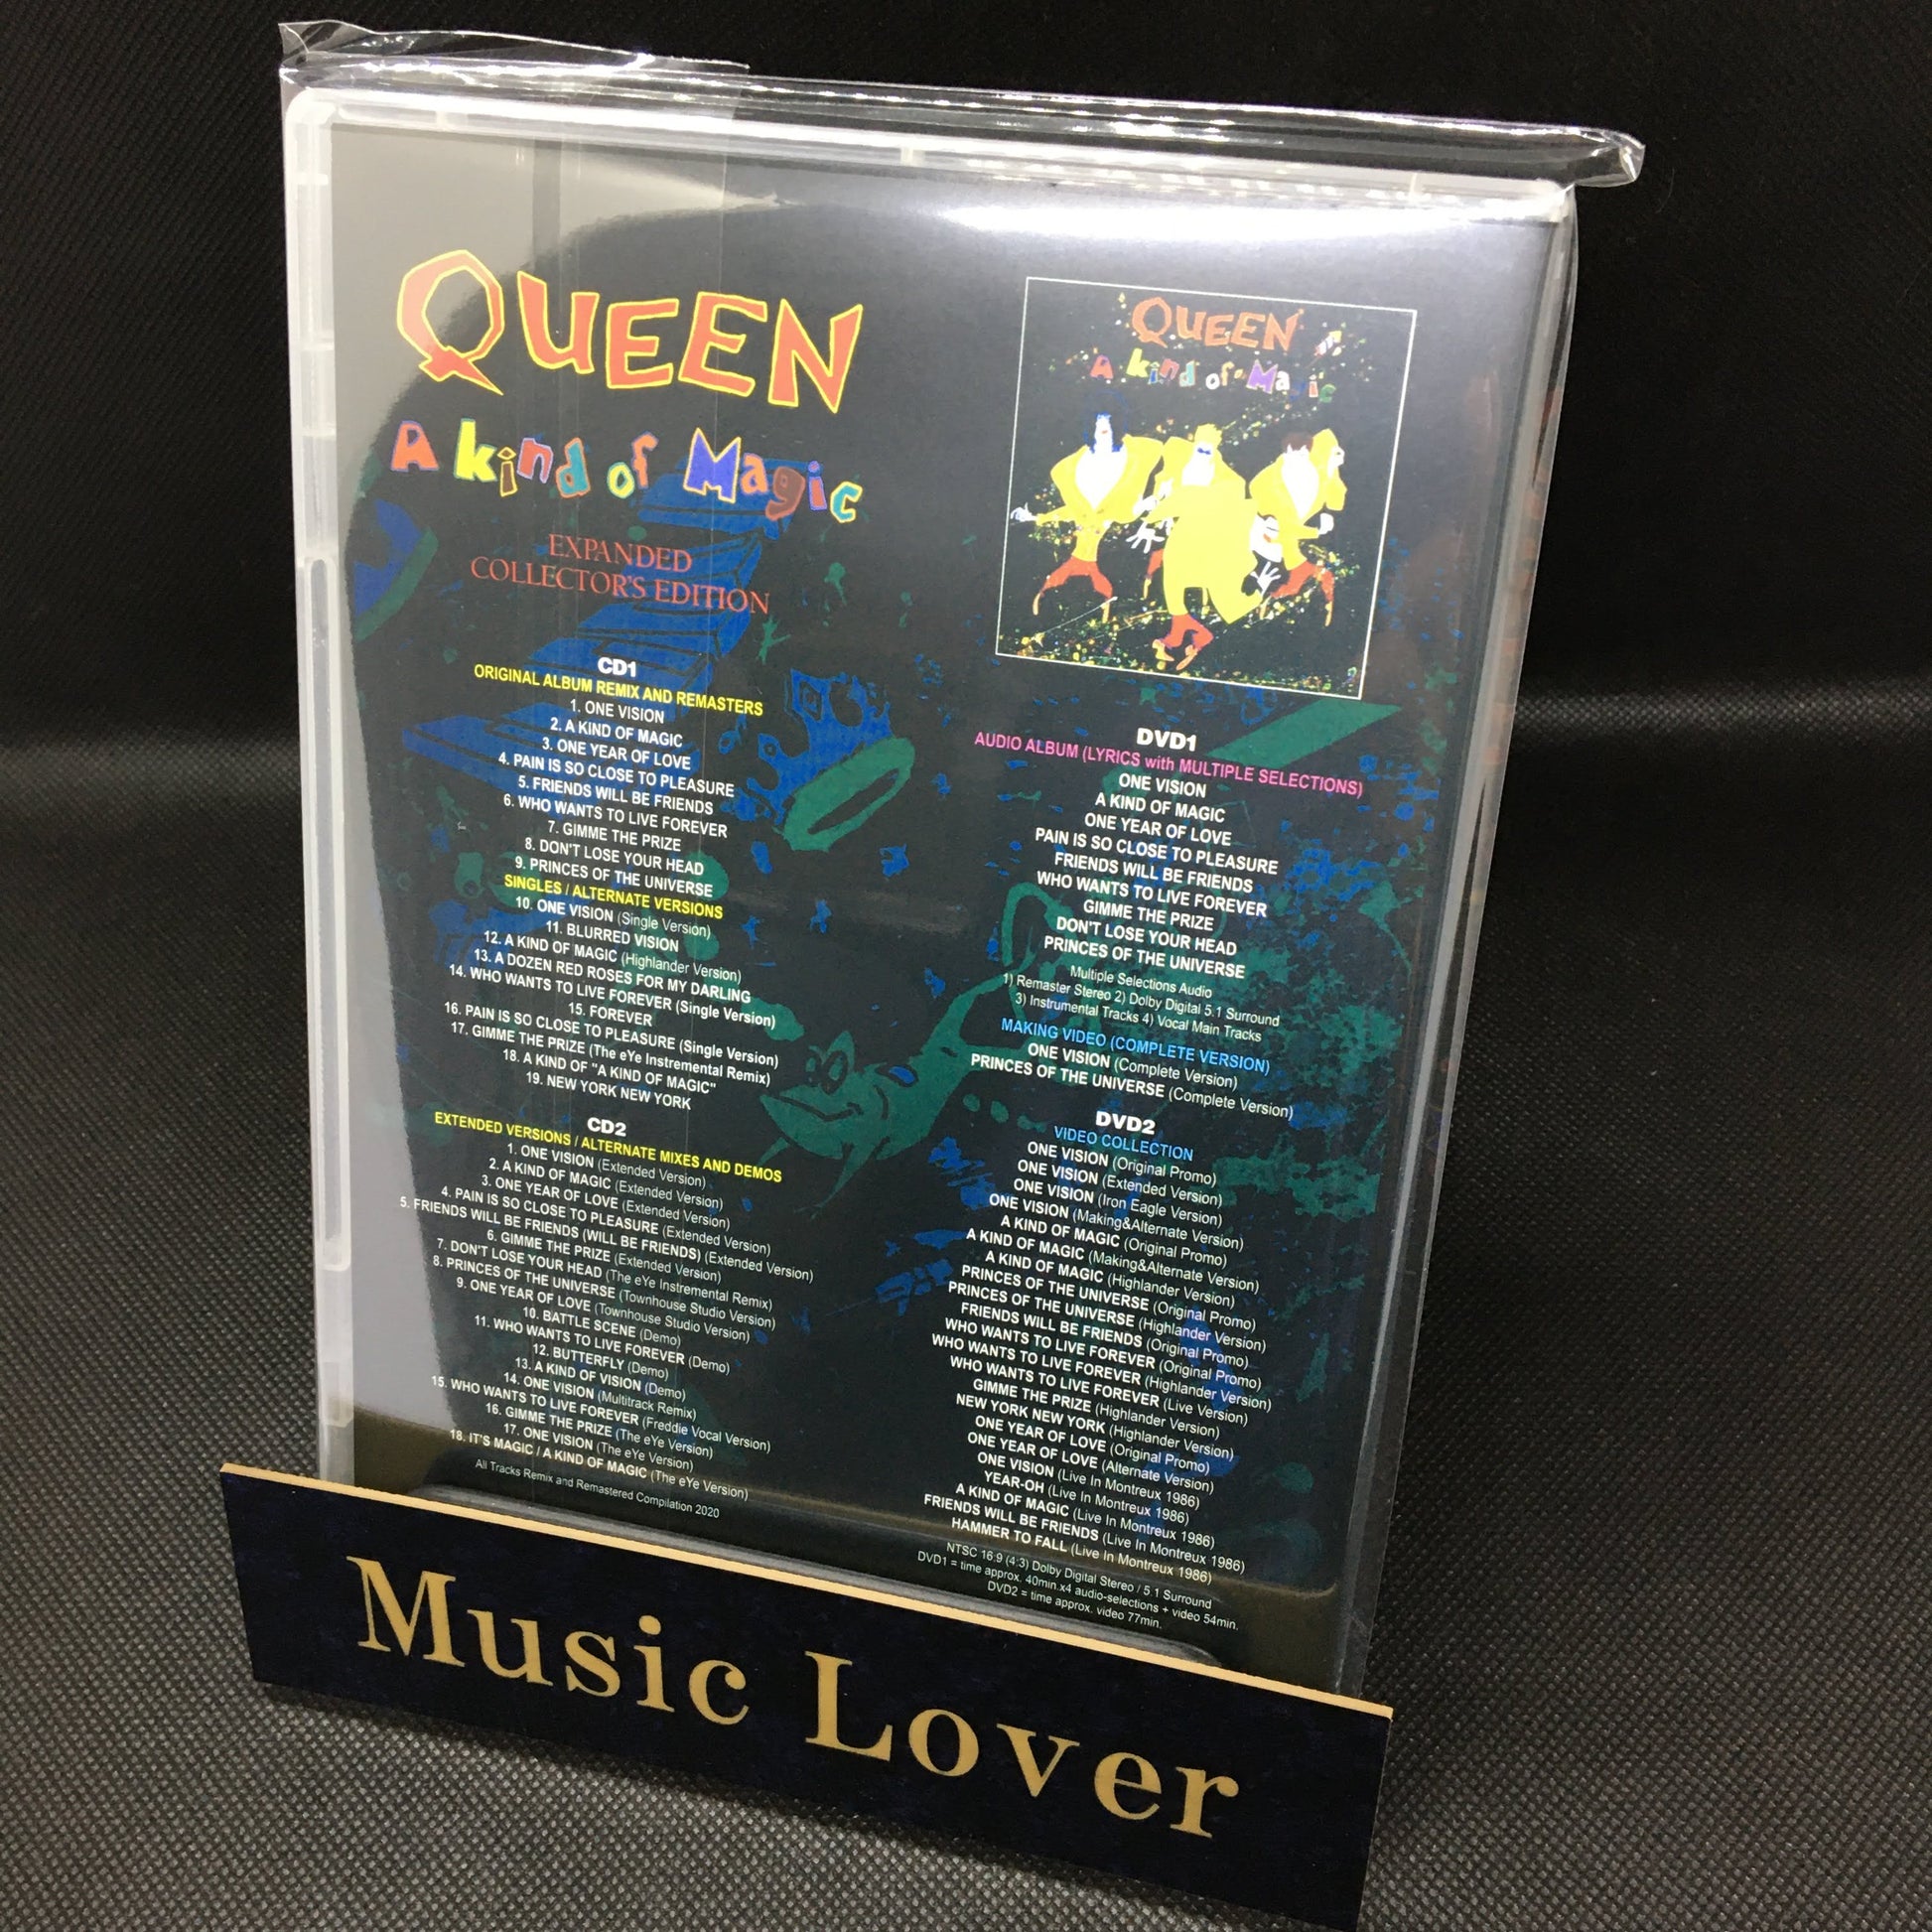 QUEEN
A kind of Magic
EXPANDED
COLLECTOR'S EDITION
CD1
ORIGINAL ALBUM REMIX AND REMASTERS
1. ONE VISION
2. A KIND OF MAGIC
3. ONE YEAR OF LOVE
4. PAIN IS SO CLOSE TO PLEASURE
5. FRIENDS WILL BE FRIENDS
6. WHO WANTS TO LIVE FOREVER
7. GIMME THE PRIZE
8. DON'T LOSE YOUR HEAD
9. PRINCES OF THE UNIVERSE
SINGLES / ALTERNATE VERSIONS
10. ONE VISION (Single Version)
11. BLURRED VISION
12. A KIND OF MAGIC (Highlander Version)
13. A DOZEN RED ROSES FOR MY DARLING
14. WHO WANTS TO LIVE FOREVER (Single Version)
15. FOREVER
16. PAIN IS SO CLOSE TO PLEASURE (Single Version)
17. GIMME THE PRIZE (The eYe Instremental Remix)
18. A KIND OF "A KIND OF MAGIC"
19. NEW YORK NEW YORK
CD2
EXTENDED VERSIONS / ALTERNATE MIXES AND DEMOS
1. ONE VISION (Extended Version)
2. A KIND OF MAGIC (Extended Version)
3. ONE YEAR OF LOVE (Extended Version)
4. PAIN IS SO CLOSE TO PLEASURE (Extended Version)
5. FRIENDS WILL BE FRIENDS (WILL BE FRIENDS) (Extended Version)
6. GIMME THE PRIZE (Extended Version)
7. DON'T LOSE YOUR HEAD (The eYe Instremental Remix)
8. PRINCES OF THE UNIVERSE (Townhouse Studio Version)
9. ONE YEAR OF LOVE (Townhouse Studio Version)
10. BATTLE SCENE (Demo)
11. WHO WANTS TO LIVE FOREVER (Demo)
12. BUTTERFLY (Demo)
13. A KIND OF VISION (Demo)
14. ONE VISION (Multitrack Remix)
15. WHO WANTS TO LIVE FOREVER (Freddie Vocal Version)
16. GIMME THE PRIZE (The eYe Version)
17. ONE VISION (The eYe Version)
18. IT'S MAGIC / A KIND OF MAGIC (The eYe Version)
All Tracks Remix and Remastered Compilation 2020
QUEEN
A kind of Magic
DVD1
AUDIO ALBUM (LYRICS with MULTIPLE SELECTIONS)
ONE VISION
A KIND OF MAGIC
ONE YEAR OF LOVE
PAIN IS SO CLOSE TO PLEASURE
FRIENDS WILL BE FRIENDS
WHO WANTS TO LIVE FOREVER
GIMME THE PRIZE
DON'T LOSE YOUR HEAD
PRINCES OF THE UNIVERSE
Multiple Selections Audio
1) Remaster Stereo 2) Dolby Digital 5.1 Surround
3) Instrumental Tracks 4) Vocal Main Tracks
MAKING VIDEO (COMPLETE VERSION)
ONE VISION (Complete Version)
PRINCES OF THE UNIVERSE (Complete Version)
DVD2
VIDEO COLLECTION
ONE VISION (Original Promo)
ONE VISION (Extended Version)
ONE VISION (Iron Eagle Version)
ONE VISION (Making&Alternate Version)
A KIND OF MAGIC (Original Promo)
A KIND OF MAGIC (Making&Alternate Version)
A KIND OF MAGIC (Highlander Version)
PRINCES OF THE UNIVERSE (Original Promo)
PRINCES OF THE UNIVERSE (Highlander Version)
FRIENDS WILL BE FRIENDS (Original Promo)
WHO WANTS TO LIVE FOREVER (Original Promo)
WHO WANTS TO LIVE FOREVER (Highlander Version)
WHO WANTS TO LIVE FOREVER (Live Version)
GIMME THE PRIZE (Highlander Version)
NEW YORK NEW YORK (Highlander Version)
ONE YEAR OF LOVE (Original Promo)
ONE YEAR OF LOVE (Alternate Version)
ONE VISION (Live In Montreux 1986)
YEAR-OH (Live In Montreux 1986)
A KIND OF MAGIC (Live In Montreux 1986)
FRIENDS WILL BE FRIENDS (Live In Montreux 1986)
HAMMER TO FALL (Live In Montreux 1986)
NTSC 16:9 (4:3) Dolby Digital Stereo / 5.1 Surround
DVD1 = time approx. 40min.x4 audio-selections + video 54min.
DVD2 = time approx. video 77min.
Music Lover